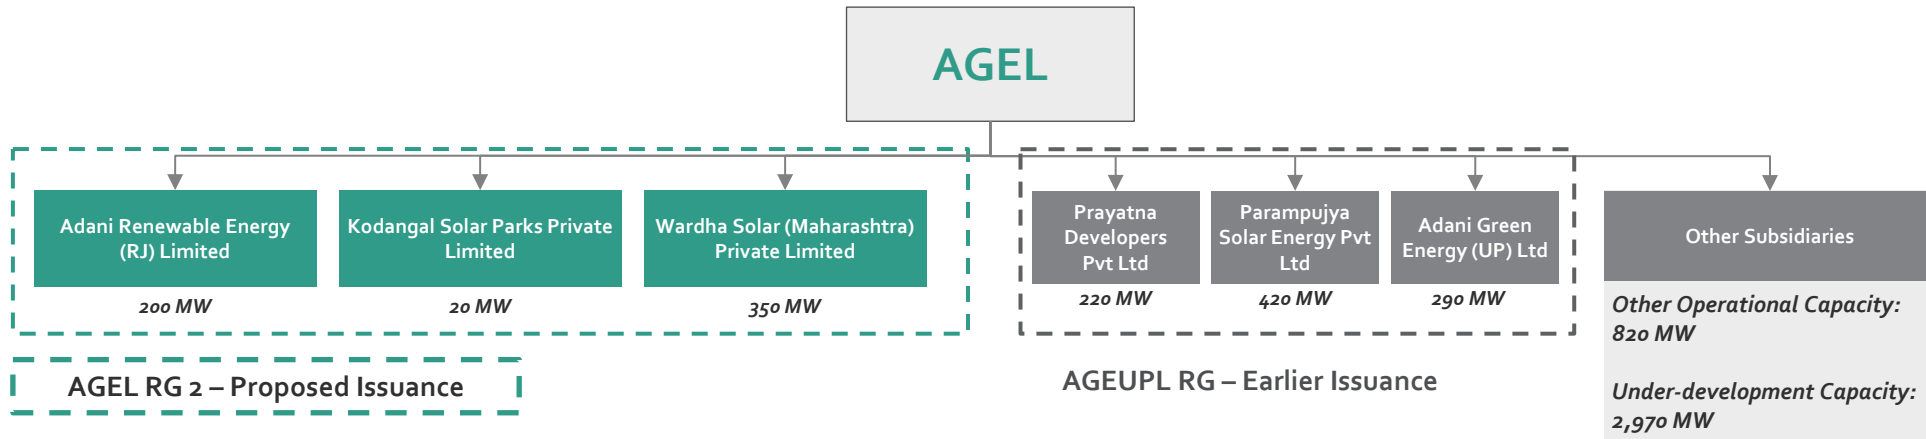 AGEL
Adani Renewable Energy
(RJ) Limited
200 MW
Kodangal Solar Parks Private
Limited
20 MW
Wardha Solar (Maharashtra)
Private Limited
350 MW
AGEL RG 2 – Proposed Issuance
Prayatna
Developers
Pvt Ltd
220 MW
Parampujya
Solar Energy Pvt
Ltd
420 MW
Adani Green
Energy (UP) Ltd
290 MW
AGEUPL RG – Earlier Issuance
Other Subsidiaries
Other Operational Capacity:
820 MW
Under-development Capacity:
2,970 MW